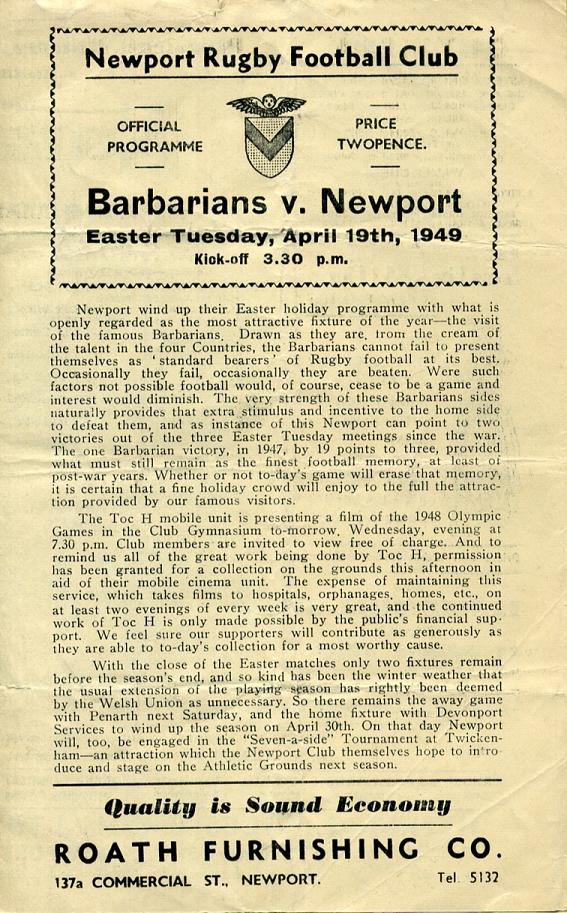 Newport Rugby Football Club
OFFICIAL
PROGRAMME
PRICE
TWOPENCE.
Barbarians v. Newport
Easter Tuesday, April 19th, 1949
Kick-off 3.30 p.m.
Newport wind up their Easter holiday programme with what is
openly regarded as the most attractive fixture of the year—the visit
of the famous Barbarians. Drawn as they are, from the cream of
the talent in the four Countries, the Barbarians cannot fail to present
themselves as 'standard bearers' of Rugby football at its best.
Occasionally they fail, occasionally they are beaten. Were such
factors not possible football would, of course, cease to be a game and
interest would diminish. The very strength of these Barbarians sides
naturally provides that extra stimulus and incentive to the home side
to defeat them, and as instance of this Newport can point to two
victories out of the three Easter Tuesday meetings since the war.
The one Barbarian victory, in 1947, by 19 points to three, provided
what must still remain as the finest football memory, at least of
post-war years. Whether or not to-day's game will erase that memory,
it is certain that a fine holiday crowd will enjoy to the full the attrac-
tion provided by our famous visitors.
The Toc H mobile unit is presenting a film of the 1948 Olympic
Games in the Club Gymnasium to-morrow, Wednesday, evening at
7.30 p.m. Club members are invited to view free of charge. And to
remind us all of the great work being done by Toc H, permission
has been granted for a collection on the grounds this afternoon in
aid of their mobile cinema unit. The expense of maintaining this
service, which takes films to hospitals, orphanages, homes, etc., on
at least two evenings of every week is very great, and the continued
work of Toc H is only made possible by the public's financial sup-
port. We feel sure our supporters will contribute as generously as
they are able to to-day's collection for a most worthy cause.
With the close of the Easter matches only two fixtures remain
before the season's end, and so kind has been the winter weather that
the usual extension of the playing season has rightly been deemed
by the Welsh Union as unnecessary. So there remains the away game
with Penarth next Saturday, and the home fixture with Devonport
Services to wind up the season on April 30th. On that day Newport
will, too, be engaged in the "Seven-a-side" Tournament at Twicken-
ham—an attraction which the Newport Club themselves hope to intro-
duce and stage on the Athletic Grounds next season.
Quality is Sound Economy
ROATH FURNISHING CO.
137a COMMERCIAL ST., NEWPORT.
Tel. 5132